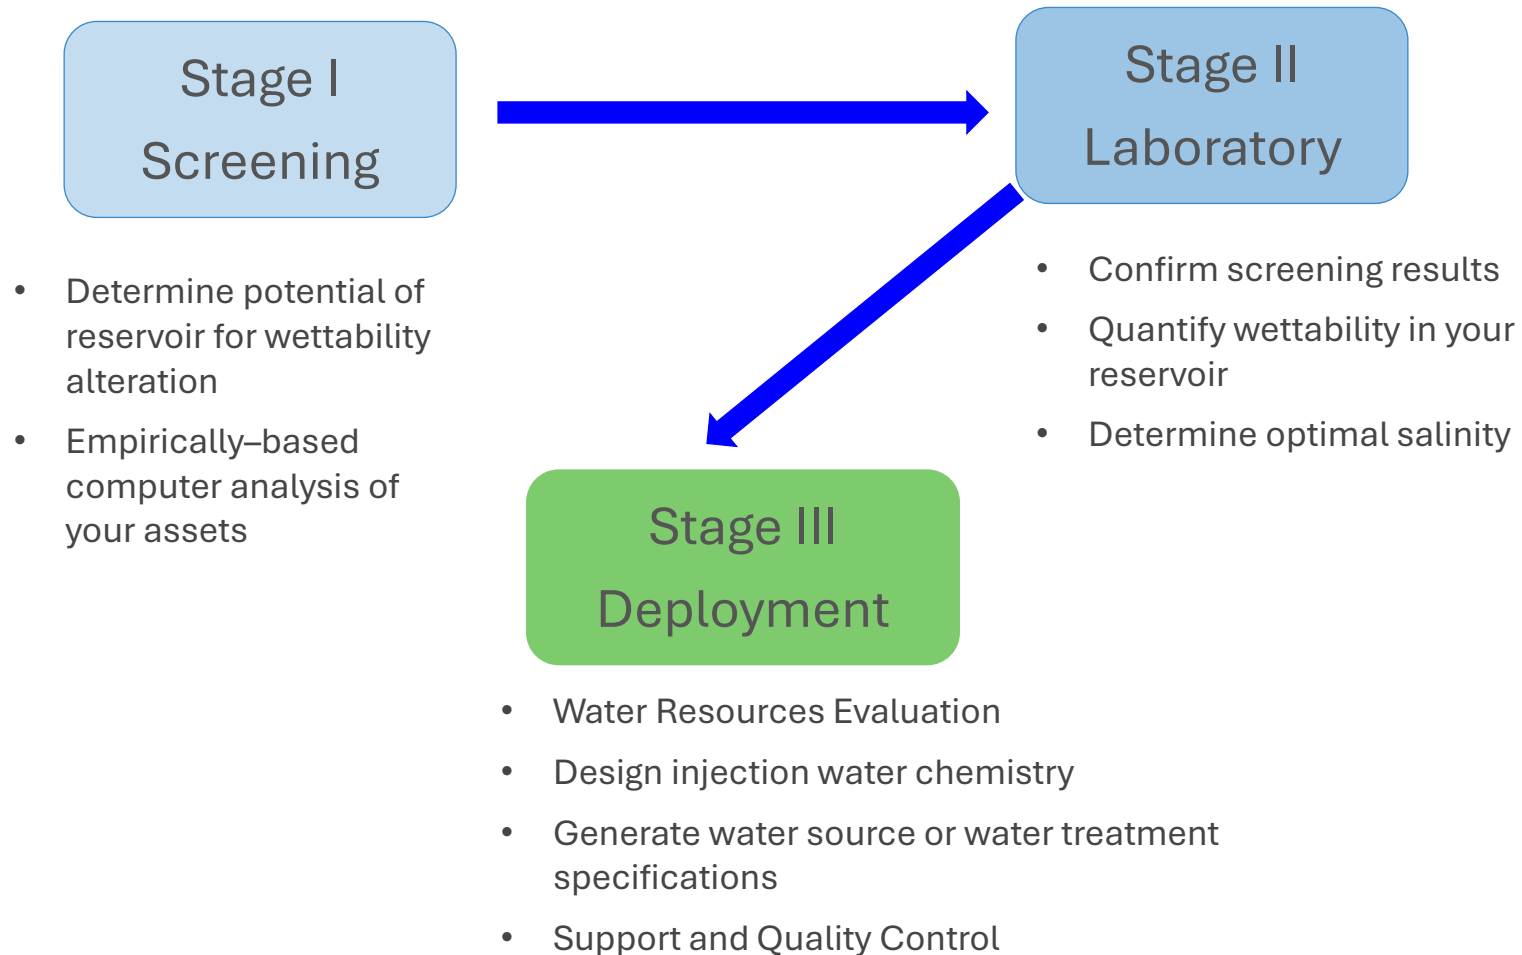 Stage I
Screening
• Determine potential of
reservoir for wettability
alteration
• Empirically–based
computer analysis of
your assets
Stage II
Laboratory
• Confirm screening results
• Quantify wettability in your
reservoir
• Determine optimal salinity
Stage III
Deployment
• Water Resources Evaluation
• Design injection water chemistry
• Generate water source or water treatment
specifications
• Support and Quality Control